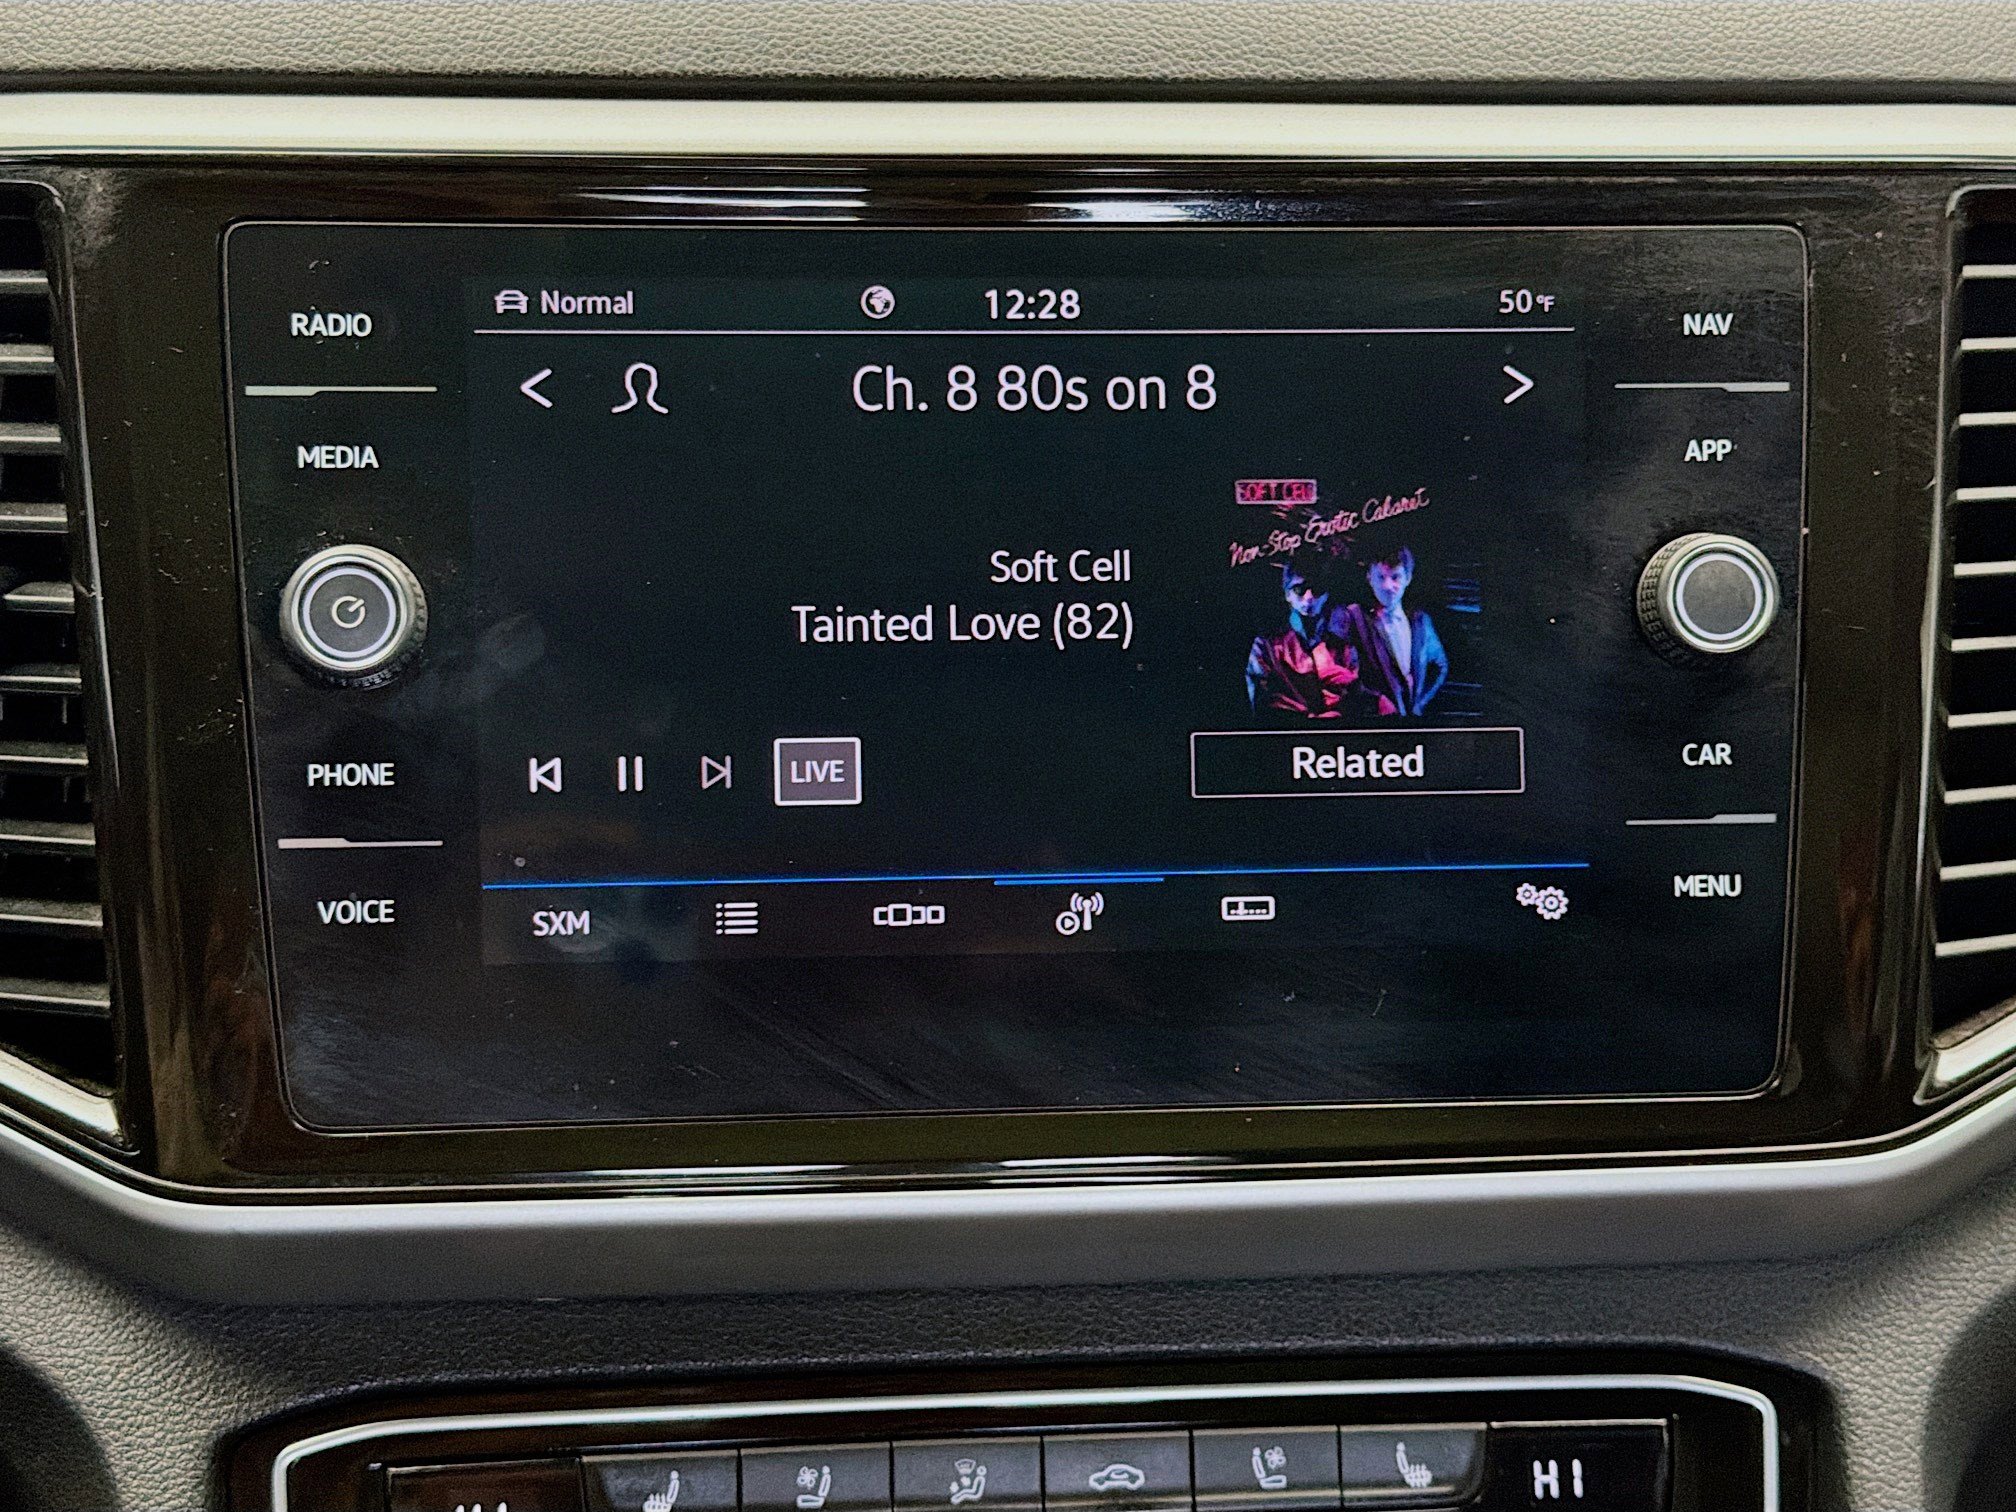 RADIO
MEDIA
PHONE
VOICE
Normal
12:28
50°F
Ch. 8 80s on 8
Soft Cell
Tainted Love (82)
SOFT CELL
Non-Stop Erotic Cabaret
LIVE
Related
SXM
NAV
APP
CAR
MENU
HI